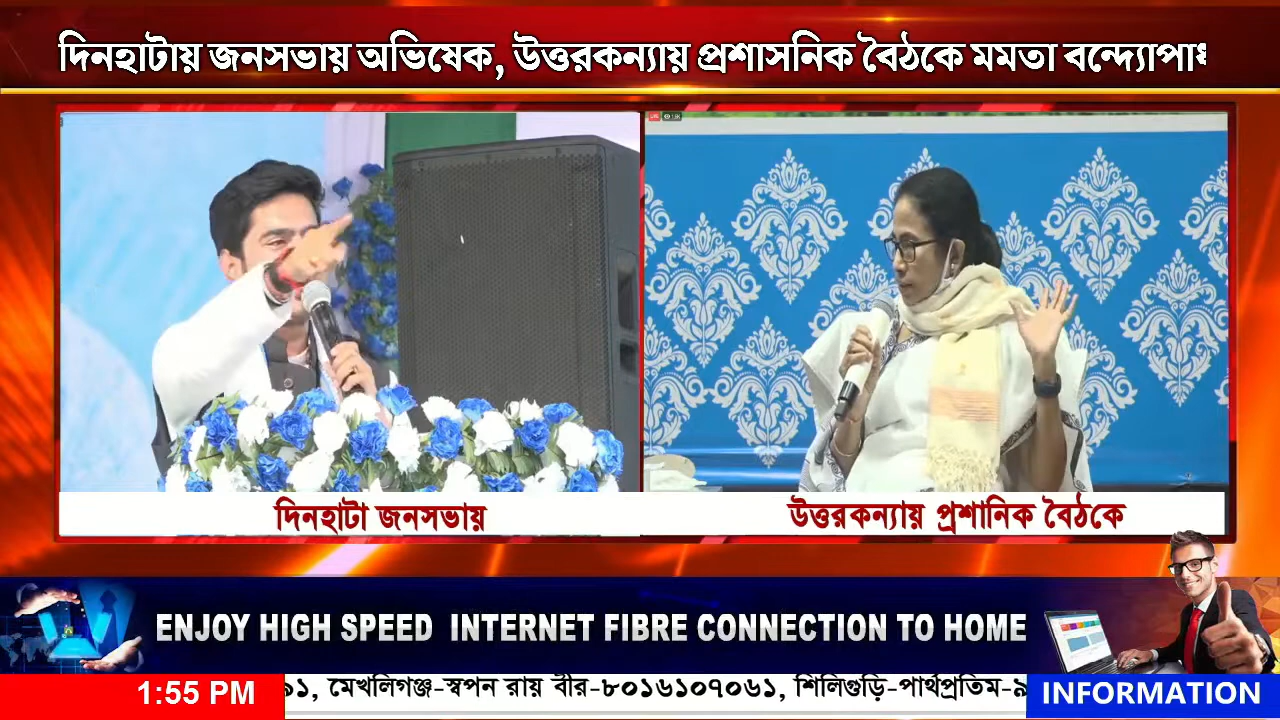 দিনহাটায় জনসভায় অভিষেক, উত্তরকন্যায় প্রশাসনিক বৈঠকে মমতা বন্দ্যোপাধ
দিনহাটা জনসভায়
উত্তরকন্যায় প্রশানিক বৈঠকে
ENJOY HIGH SPEED INTERNET FIBRE CONNECTION TO HOME
1:55 PM
৯১, মেখলিগঞ্জ-স্বপন রায় বীর-৮০১৬১০৭০৬১, শিলিগুড়ি-পার্থপ্রতিম-৯
INFORMATION